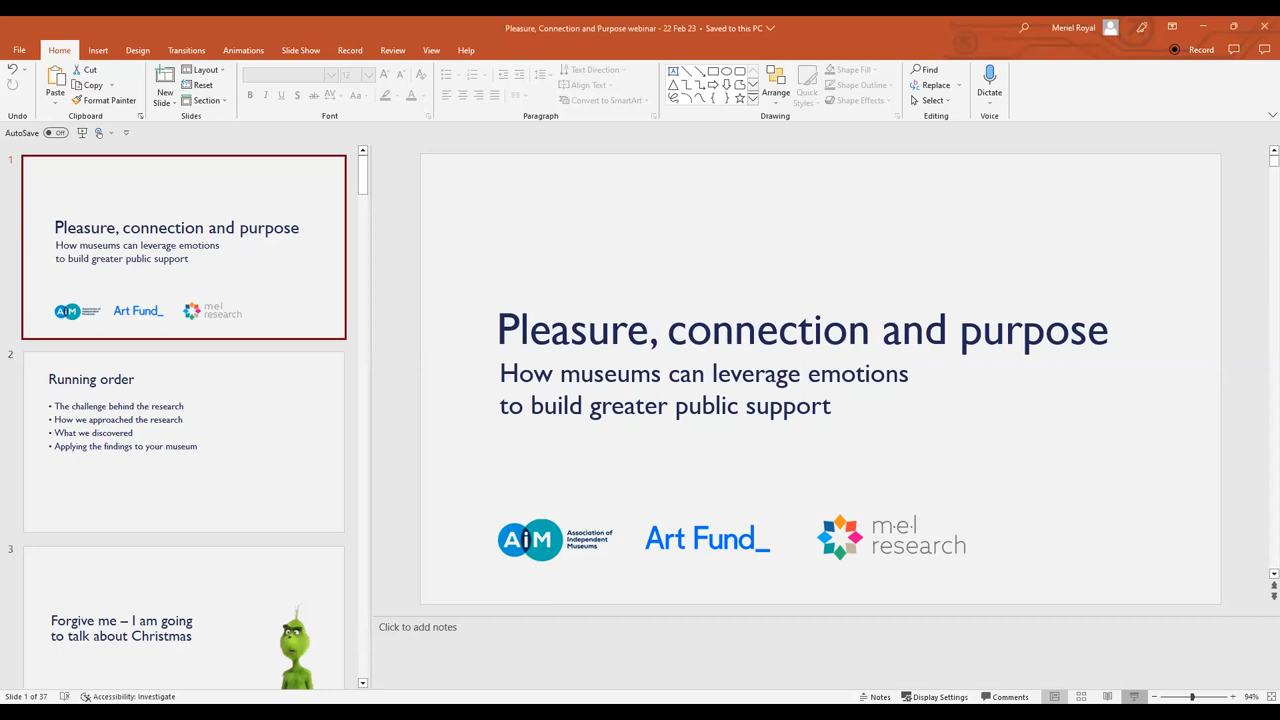 Pleasure, Connection and Purpose webinar - 22 Feb 23 • Saved to this PC
Meriel Royal
File
Home
Insert
Design
Transitions
Animations
Slide Show
Record
Review
View
Help
Record
Paste
Cut
Copy
Format Painter
New
Slide
Layout
Reset
Section
12
Text Direction
Align Text
Convert to SmartArt
Arrange
Quick
Styles
Shape Fill
Shape Outline
Shape Effects
Find
Replace
Select
Dictate
Undo
Clipboard
Slides
Font
Paragraph
Drawing
Editing
Voice
AutoSave Off
1
Pleasure, connection and purpose
How museums can leverage emotions
to build greater public support
AiM Association of
Independent
Museums
Art Fund_
m·e·l
research
2
Running order
• The challenge behind the research
• How we approached the research
• What we discovered
• Applying the findings to your museum
3
Forgive me – I am going
to talk about Christmas
Pleasure, connection and purpose
How museums can leverage emotions
to build greater public support
AiM Association of
Independent
Museums
Art Fund_
m·e·l
research
Click to add notes
Slide 1 of 37
Accessibility: Investigate
Notes
Display Settings
Comments
94%